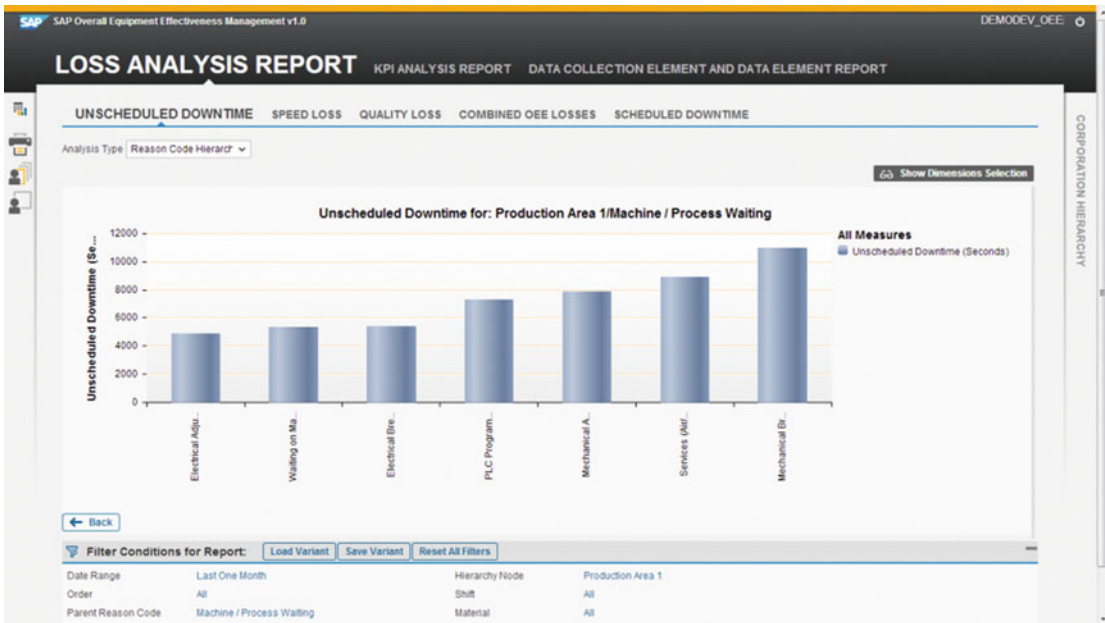 SAP SAP Overall Equipment Effectiveness Management v1.0 DEMODEV_OEE
LOSS ANALYSIS REPORT KPI ANALYSIS REPORT DATA COLLECTION ELEMENT AND DATA ELEMENT REPORT
UNSCHEDULED DOWNTIME SPEED LOSS QUALITY LOSS COMBINED OEE LOSSES SCHEDULED DOWNTIME
CORPORATION HIERARCHY
Analysis Type Reason Code Hierarch
Show Dimensions Selection
Unscheduled Downtime for: Production Area 1/Machine / Process Waiting
Unscheduled Downtime (Se...
12000
10000
8000
6000
4000
2000
0
All Measures
Unscheduled Downtime (Seconds)
Electrical Adju...
Waiting on Ma...
Electrical Bre...
PLC Program...
Mechanical A...
Services (Air/...
Mechanical Br...
Back
Filter Conditions for Report: Load Variant Save Variant Reset All Filters
Date Range Last One Month Hierarchy Node Production Area 1
Order All Shift All
Parent Reason Code Machine / Process Waiting Material All